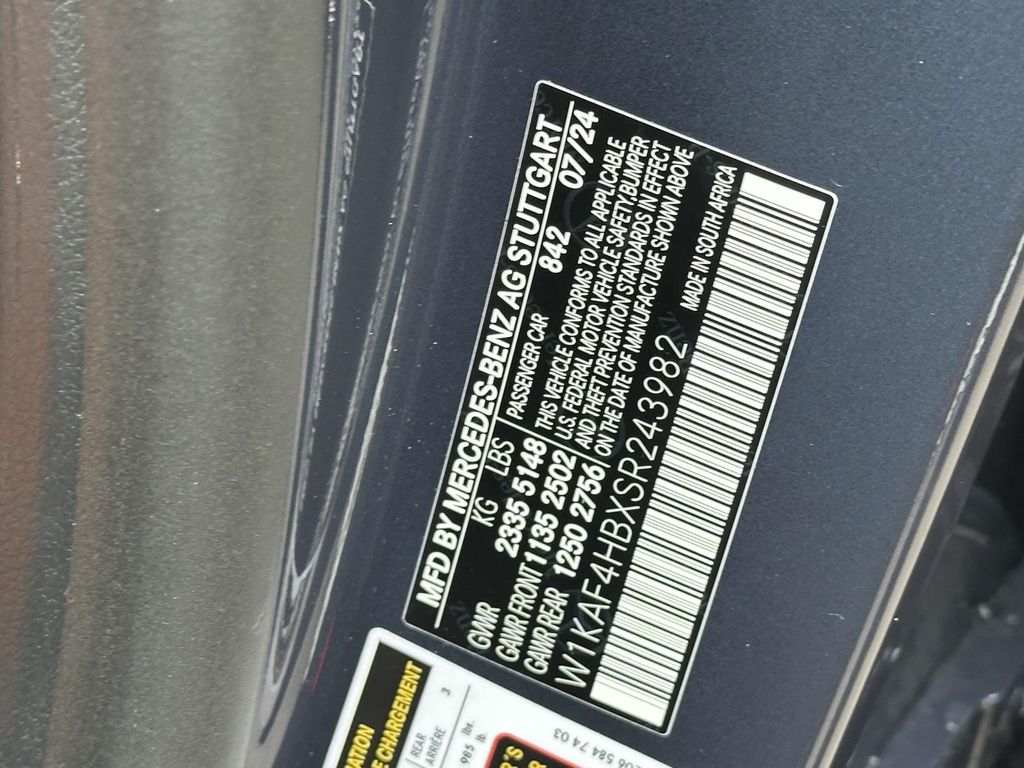 MFD BY MERCEDES-BENZ AG STUTTGART
KG LBS PASSENGER CAR 842 07/24
GVWR 2335 5148
GAWR FRONT 1135 2502
GAWR REAR 1250 2756
THIS VEHICLE CONFORMS TO ALL APPLICABLE
U.S. FEDERAL MOTOR VEHICLE SAFETY,BUMPER
AND THEFT PREVENTION STANDARDS IN EFFECT
ON THE DATE OF MANUFACTURE SHOWN ABOVE
W1KAF4HBXSR243982
MADE IN SOUTH AFRICA
CHARGEMENT
REAR
ARRIÈRE
3
985 lbs.
206 584 74 03